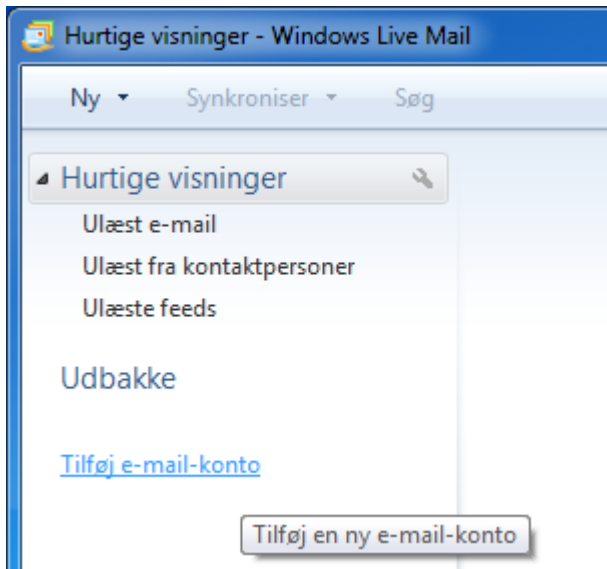 Hurtige visninger - Windows Live Mail
Ny Synkroniser Søg
Hurtige visninger
Ulæst e-mail
Ulæst fra kontaktpersoner
Ulæste feeds
Udbakke
Tilføj e-mail-konto
Tilføj en ny e-mail-konto